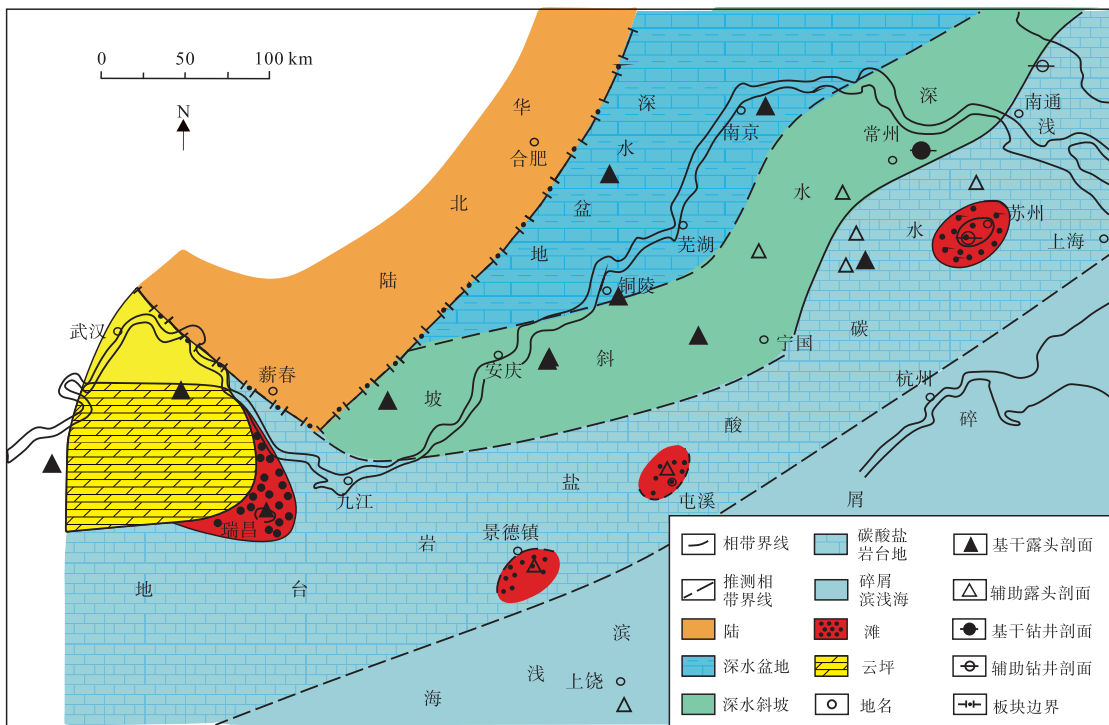 0 50 100 km
N
华北陆
深水盆地
深水斜坡
浅水碳酸盐岩台地
碎屑滨浅海
合肥
南京
常州
南通
苏州
上海
芜湖
铜陵
武汉
蕲春
安庆
宁国
杭州
九江
瑞昌
屯溪
景德镇
上饶
相带界线
碳酸盐
岩台地
基干露头剖面
推测相
带界线
碎屑
滨浅海
辅助露头剖面
陆
滩
基干钻井剖面
深水盆地
云坪
辅助钻井剖面
深水斜坡
地名
板块边界